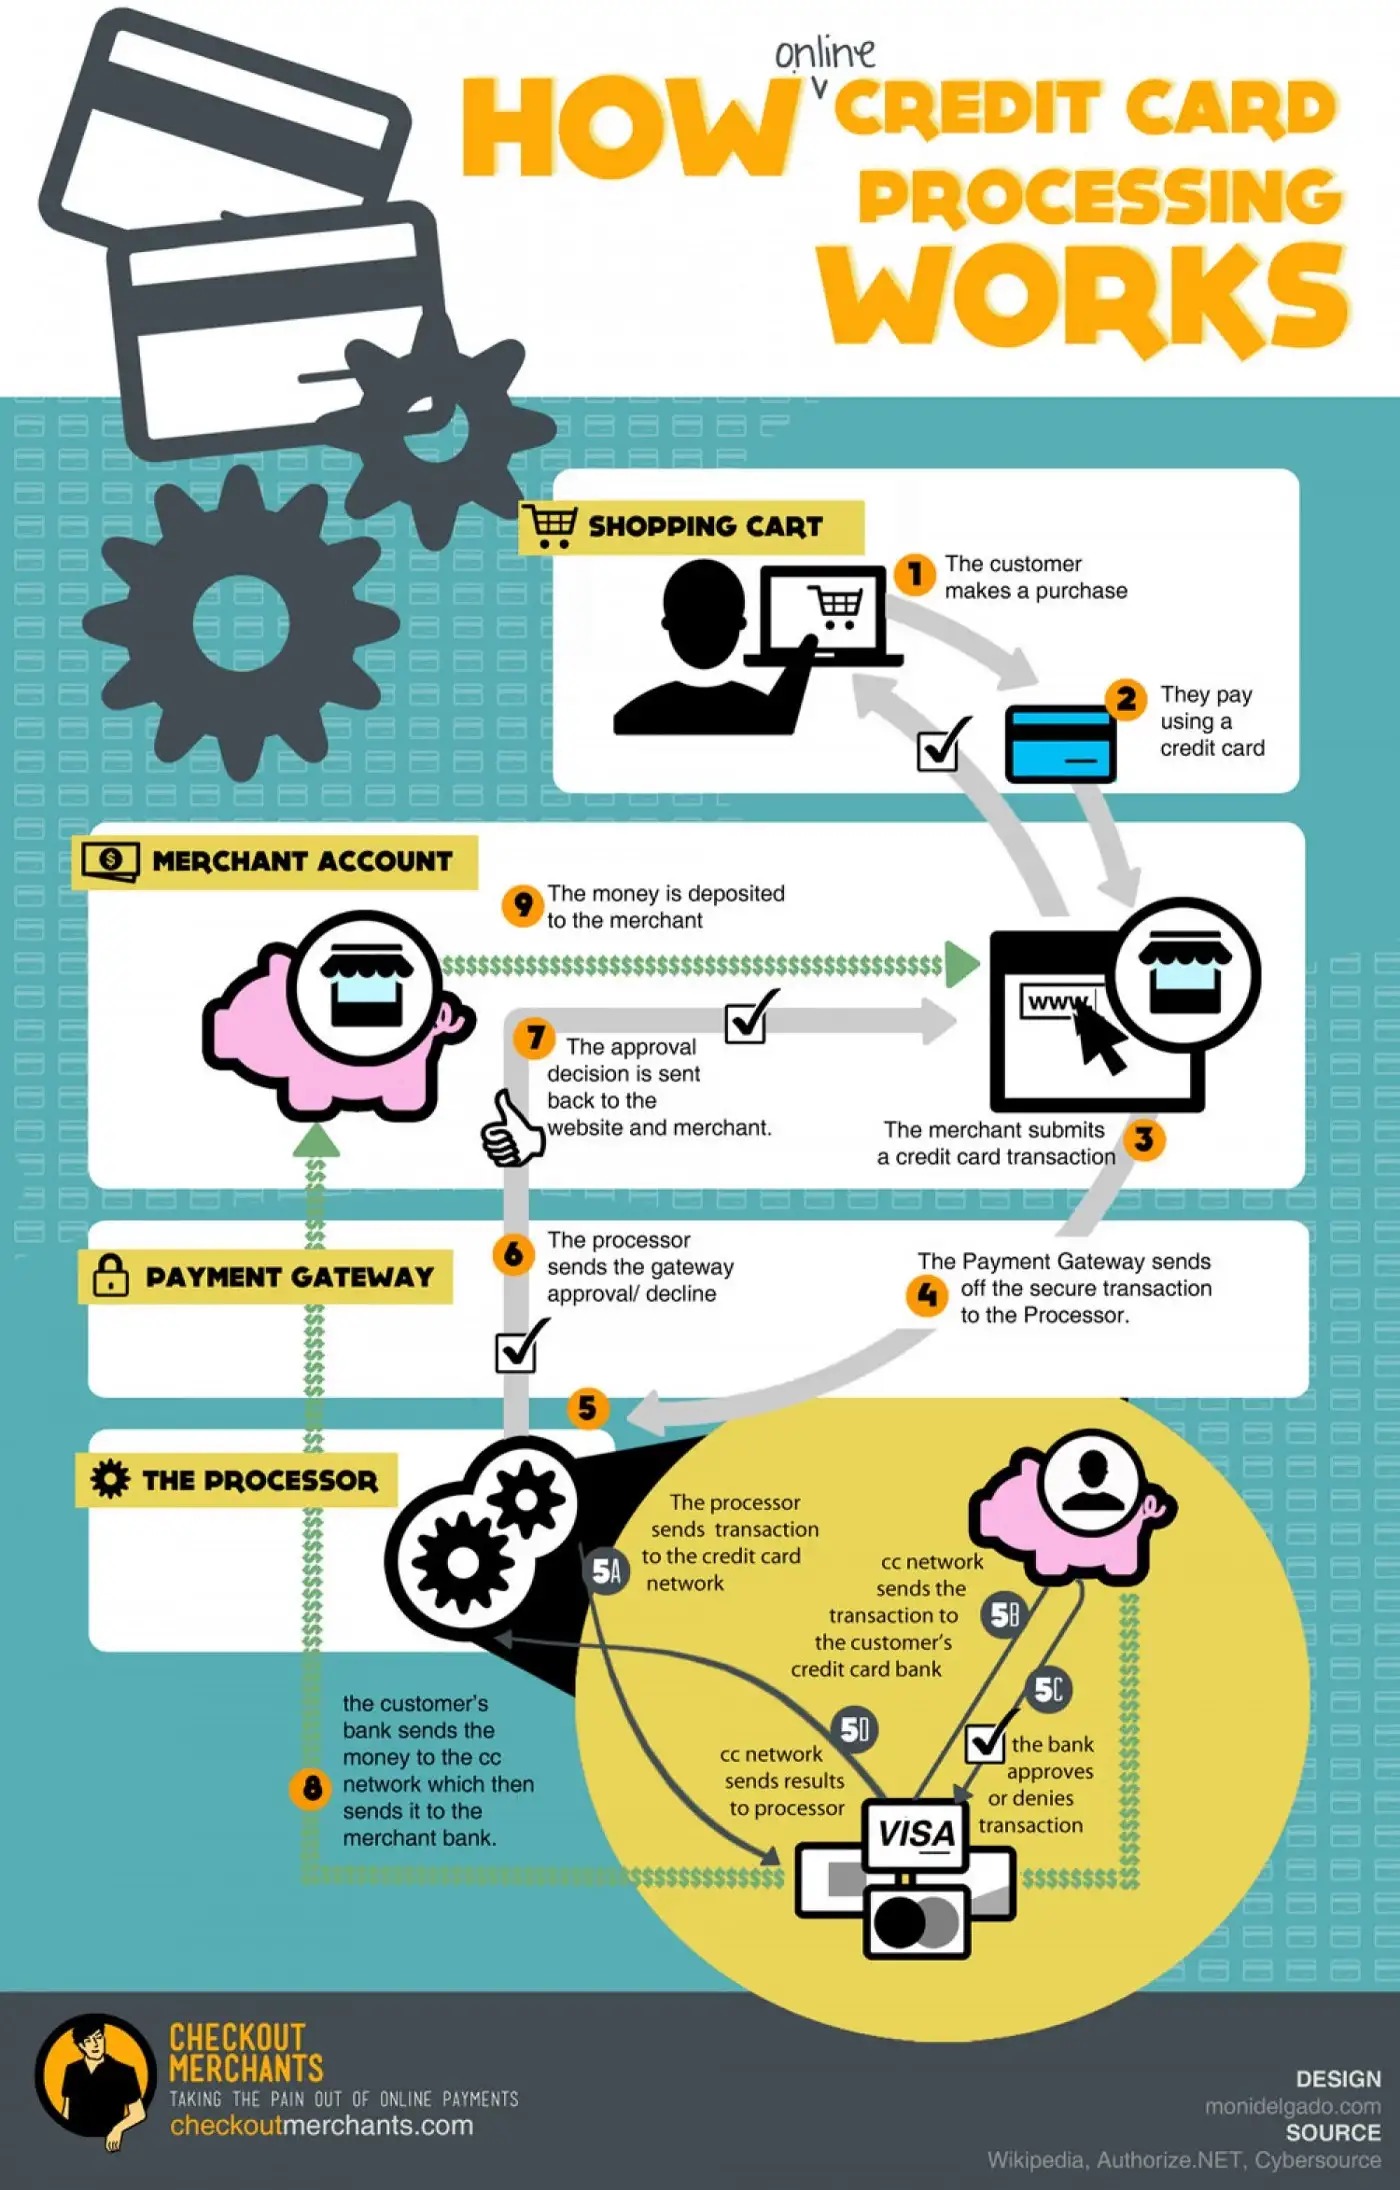 HOW online CREDIT CARD
PROCESSING
WORKS
SHOPPING CART
1 The customer
makes a purchase
2 They pay
using a
credit card
MERCHANT ACCOUNT
9 The money is deposited
to the merchant
$$$$$$$$$$$$$$$$$$$$$$$$$$$$$$$$$$$$$$$$$
www.
7 The approval
decision is sent
back to the
website and merchant.
The merchant submits
a credit card transaction 3
PAYMENT GATEWAY
6 The processor
sends the gateway
approval/ decline
The Payment Gateway sends
4 off the secure transaction
to the Processor.
THE PROCESSOR
5
5A The processor
sends transaction
to the credit card
network
cc network
sends the
transaction to
the customer's
credit card bank
5B
5C
the bank
approves
or denies
transaction
5D
cc network
sends results
to processor
8 the customer's
bank sends the
money to the cc
network which then
sends it to the
merchant bank.
VISA
CHECKOUT
MERCHANTS
TAKING THE PAIN OUT OF ONLINE PAYMENTS
checkoutmerchants.com
DESIGN
monidelgado.com
SOURCE
Wikipedia, Authorize.NET, Cybersource